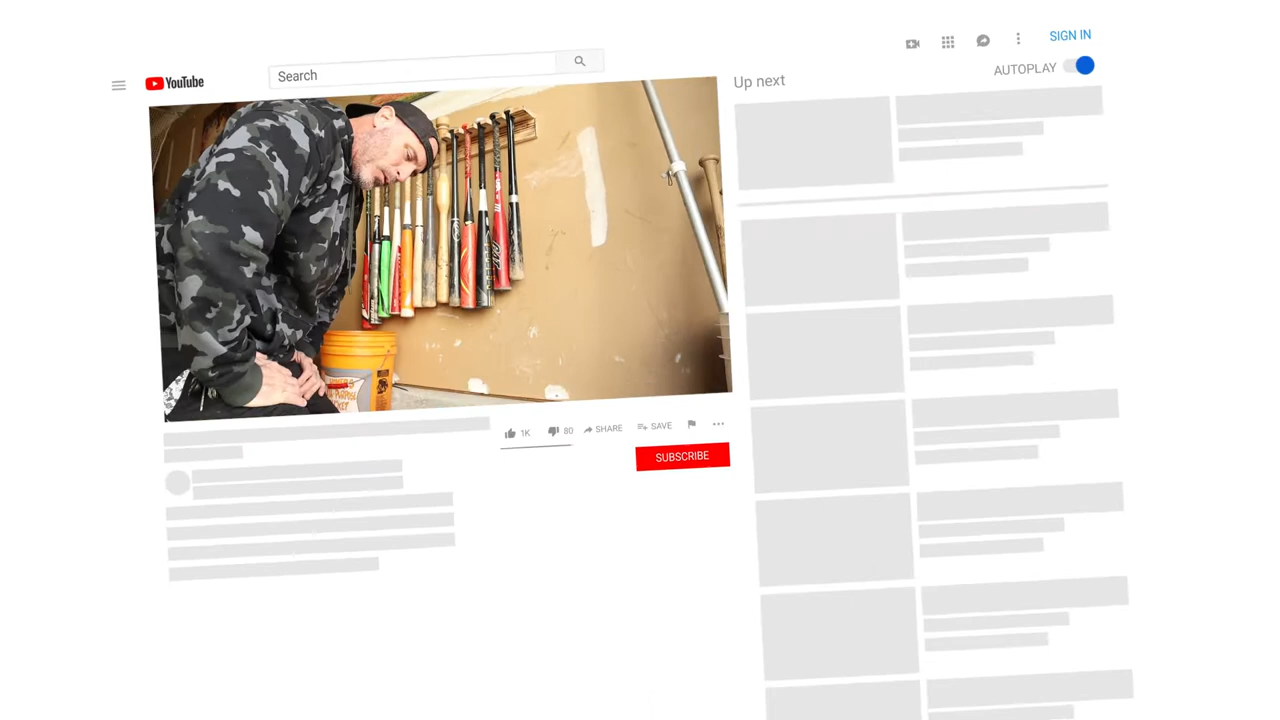 SIGN IN
YouTube
Search
Up next
AUTOPLAY
1K
80
SHARE
SAVE
SUBSCRIBE